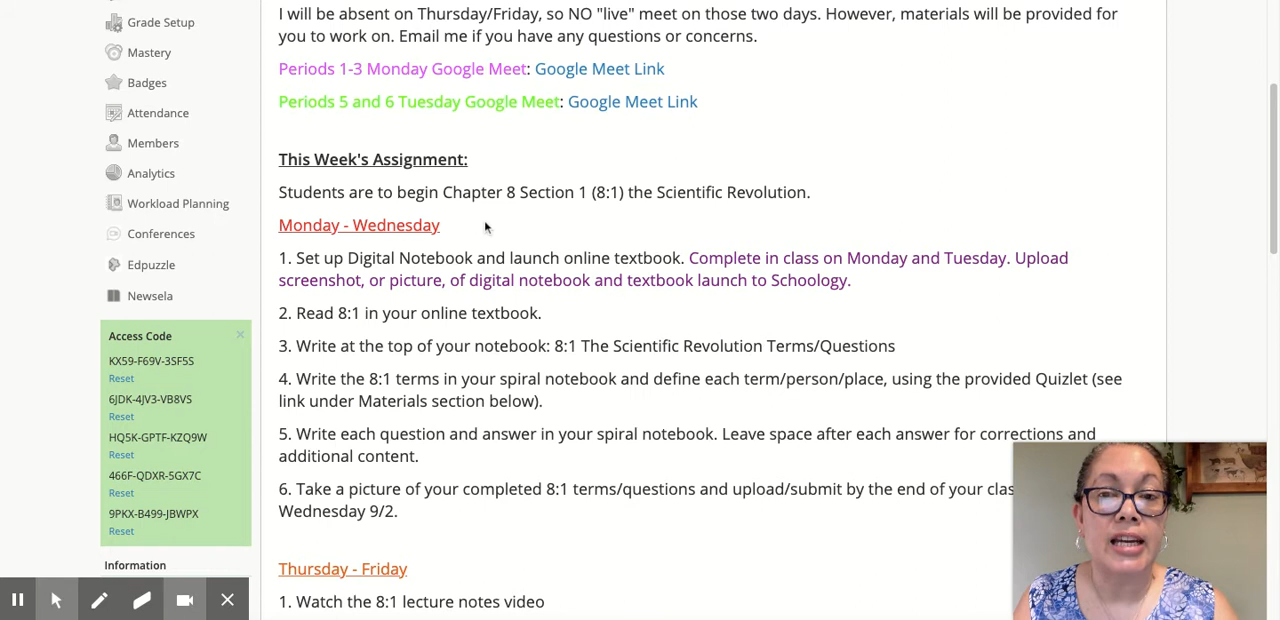 Grade Setup
Mastery
Badges
Attendance
Members
Analytics
Workload Planning
Conferences
Edpuzzle
Newsela
Access Code
KX59-F69V-3SF5S
Reset
6JDK-4JV3-VB8VS
Reset
HQ5K-GPTF-KZQ9W
Reset
466F-QDXR-5GX7C
Reset
9PKX-B499-JBWPX
Reset
Information
I will be absent on Thursday/Friday, so NO "live" meet on those two days. However, materials will be provided for
you to work on. Email me if you have any questions or concerns.
Periods 1-3 Monday Google Meet: Google Meet Link
Periods 5 and 6 Tuesday Google Meet: Google Meet Link
This Week's Assignment:
Students are to begin Chapter 8 Section 1 (8:1) the Scientific Revolution.
Monday - Wednesday
1. Set up Digital Notebook and launch online textbook. Complete in class on Monday and Tuesday. Upload
screenshot, or picture, of digital notebook and textbook launch to Schoology.
2. Read 8:1 in your online textbook.
3. Write at the top of your notebook: 8:1 The Scientific Revolution Terms/Questions
4. Write the 8:1 terms in your spiral notebook and define each term/person/place, using the provided Quizlet (see
link under Materials section below).
5. Write each question and answer in your spiral notebook. Leave space after each answer for corrections and
additional content.
6. Take a picture of your completed 8:1 terms/questions and upload/submit by the end of your clas
Wednesday 9/2.
Thursday - Friday
1. Watch the 8:1 lecture notes video